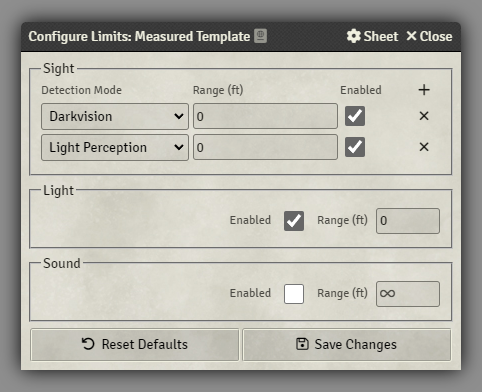 Configure Limits: Measured Template Sheet Close
Sight
Detection Mode Range (ft) Enabled
Darkvision 0
Light Perception 0
Light
Enabled Range (ft) 0
Sound
Enabled Range (ft) ∞
Reset Defaults Save Changes